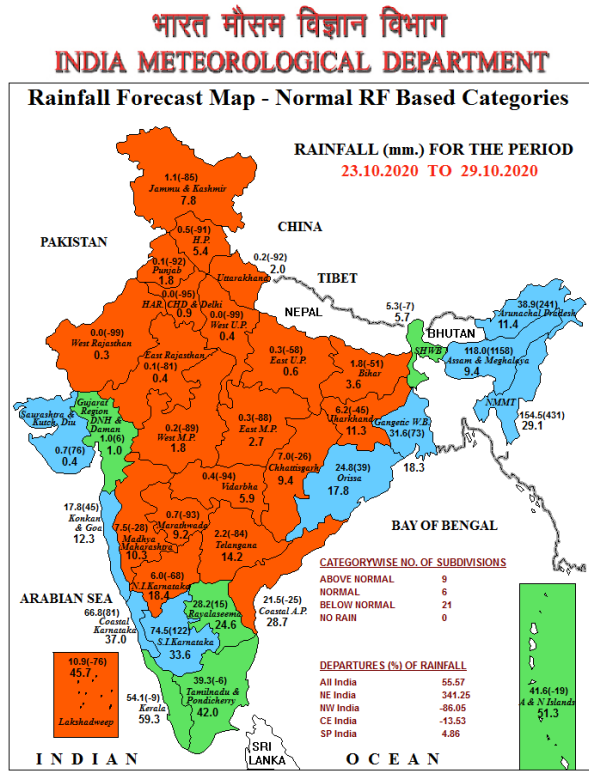 भारत मौसम विज्ञान विभाग
INDIA METEOROLOGICAL DEPARTMENT
Rainfall Forecast Map - Normal RF Based Categories
RAINFALL (mm.) FOR THE PERIOD
23.10.2020 TO 29.10.2020
1.1(-85)
Jammu & Kashmir
7.8
CHINA
0.5(-91)
H.P.
5.4
PAKISTAN
0.1(-92)
Punjab
1.8
0.2(-92)
2.0
Uttarakhand
TIBET
0.0(-95)
HAR. CHD & Delhi
0.9
NEPAL
0.0(-99)
West U.P.
0.4
5.3(-7)
5.7
38.9(241)
Arunachal Pradesh
11.4
BHUTAN
0.0(-99)
West Rajasthan
0.3
East Rajasthan
0.1(-81)
0.4
0.3(-58)
East U.P.
0.6
1.8(-51)
Bihar
3.6
SHWB
118.0(1158)
Assam & Meghalaya
9.4
NMMT
154.5(431)
29.1
Saurashtra &
Kutch, Diu
0.7(76)
0.4
Gujarat
Region
DNH &
Daman
1.0(6)
1.0
0.2(-89)
West M.P.
1.8
0.3(-88)
East M.P.
2.7
6.2(-45)
Jharkhand
11.3
Gangetic W.B.
31.6(73)
18.3
7.0(-26)
Chhattisgarh
9.4
24.8(39)
Orissa
17.8
0.4(-94)
Vidarbha
5.9
17.8(45)
Konkan
& Goa
12.3
0.7(-93)
Marathwada
9.2
7.5(-28)
Madhya
Maharashtra
10.3
2.2(-84)
Telangana
14.2
BAY OF BENGAL
6.0(-68)
N.I.Karnataka
18.4
ARABIAN SEA
66.8(81)
Coastal
Karnataka
37.0
28.2(15)
Rayalaseema
24.6
21.5(-25)
Coastal A.P.
28.7
74.5(122)
S.I.Karnataka
33.6
CATEGORYWISE NO. OF SUBDIVISIONS
ABOVE NORMAL 9
NORMAL 6
BELOW NORMAL 21
NO RAIN 0
DEPARTURES (%) OF RAINFALL
All India 55.57
NE India 341.25
NW India -86.05
CE India -13.53
SP India 4.86
10.9(-76)
45.7
Lakshadweep
54.1(-9)
Kerala
59.3
39.3(-6)
Tamilnadu &
Pondicherry
42.0
41.6(-19)
A & N Islands
51.3
SRI
LANKA
INDIAN OCEAN